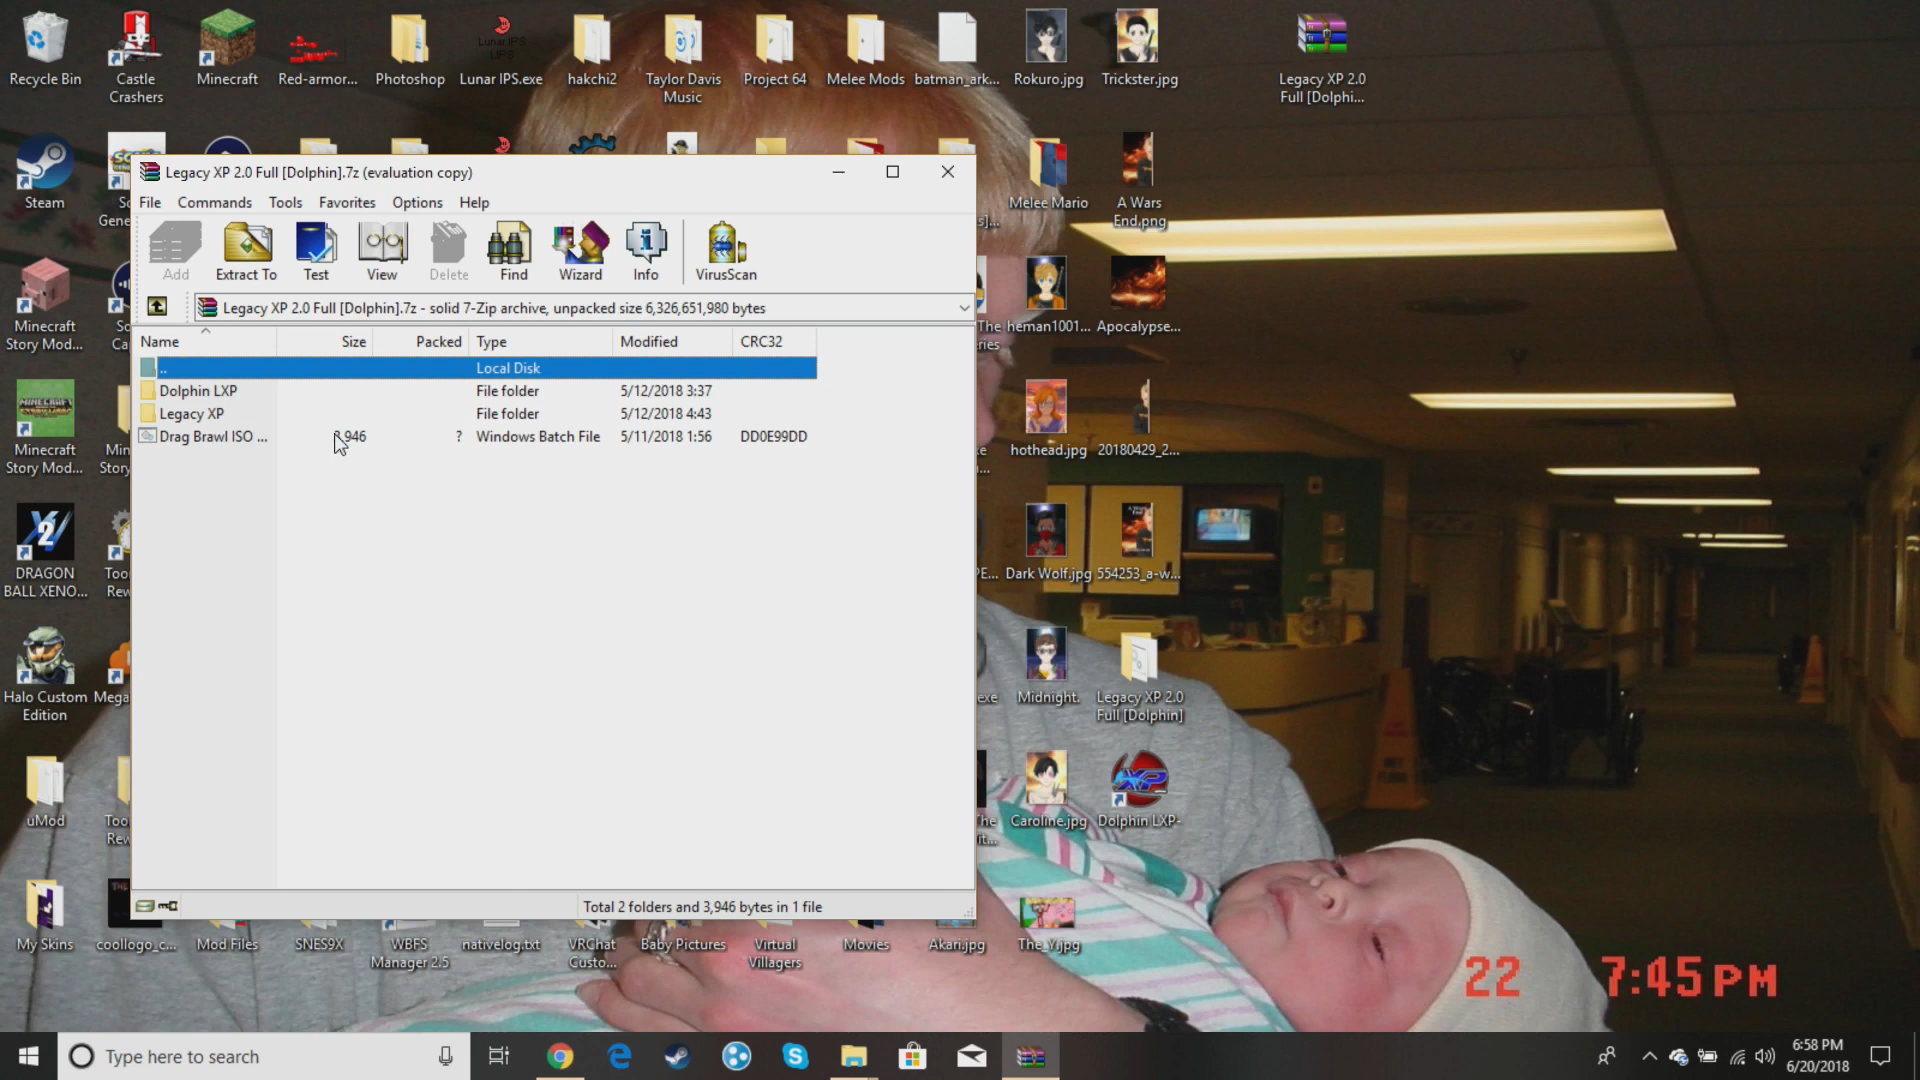 Recycle Bin
Castle
Crashers
Minecraft
Red-armor...
Photoshop
Lunar IPS.exe
hakchi2
Taylor Davis
Music
Project 64
Melee Mods
batman_ark...
Rokuro.jpg
Trickster.jpg
Legacy XP 2.0
Full [Dolphi...
Steam
Melee Mario
A Wars
End.png
Legacy XP 2.0 Full [Dolphin].7z (evaluation copy)
File
Commands
Tools
Favorites
Options
Help
Add
Extract To
Test
View
Delete
Find
Wizard
Info
VirusScan
Legacy XP 2.0 Full [Dolphin].7z - solid 7-Zip archive, unpacked size 6,326,651,980 bytes
Name
Size
Packed
Type
Modified
CRC32
..
Local Disk
Dolphin LXP
File folder
5/12/2018 3:37
Legacy XP
File folder
5/12/2018 4:43
Drag Brawl ISO ...
3,946
?
Windows Batch File
5/11/2018 1:56
DD0E99DD
Total 2 folders and 3,946 bytes in 1 file
Minecraft
Story Mod...
heman1001...
Apocalypse...
Minecraft
Story Mod...
hothead.jpg
20180429_2...
DRAGON
BALL XENO...
Dark Wolf.jpg
554253_a-w...
Halo Custom
Edition
Mega
Midnight.
Legacy XP 2.0
Full [Dolphin]
uMod
Caroline.jpg
Dolphin LXP-
My Skins
coollogo_c...
Mod Files
SNES9X
WBFS
Manager 2.5
nativelog.txt
VRChat
Custo...
Baby Pictures
Virtual
Villagers
Movies
Akari.jpg
The_Y.jpg
22 7:45PM
Type here to search
6:58 PM
6/20/2018